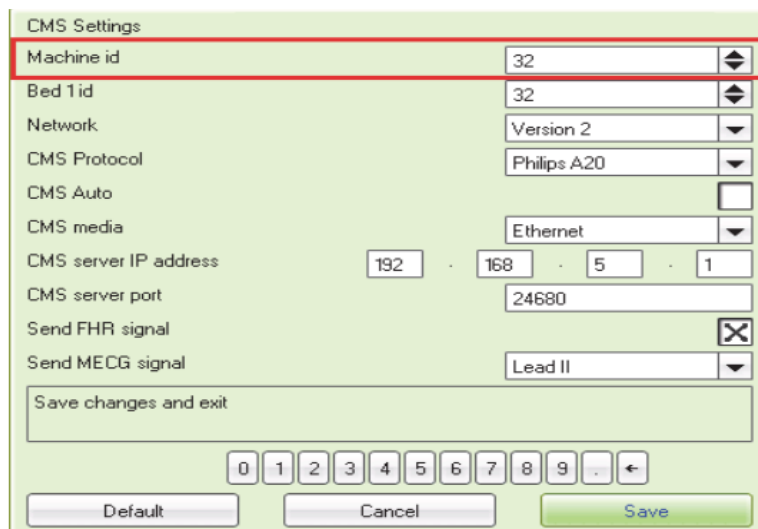 CMS Settings
Machine id 32
Bed 1 id 32
Network Version 2
CMS Protocol Philips A20
CMS Auto
CMS media Ethernet
CMS server IP address 192 . 168 . 5 . 1
CMS server port 24680
Send FHR signal
Send MECG signal Lead II
Save changes and exit
0 1 2 3 4 5 6 7 8 9 . ←
Default Cancel Save